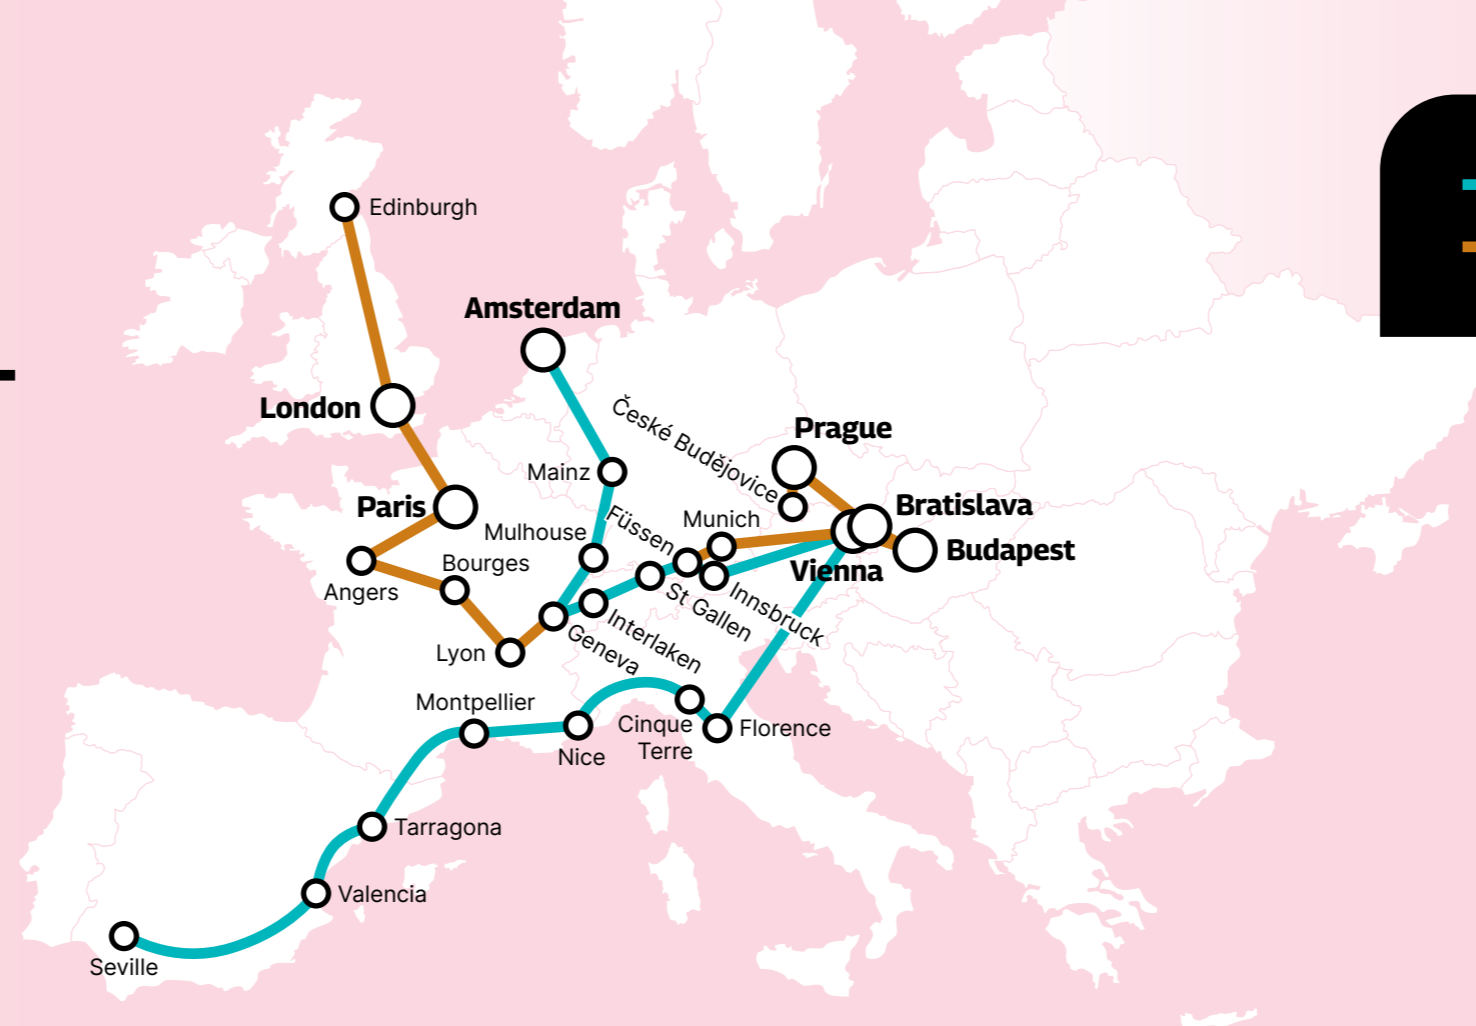 Edinburgh
Amsterdam
London
České Budějovice
Prague
Mainz
Paris
Bratislava
Füssen
Munich
Mulhouse
Budapest
Bourges
Vienna
Angers
Innsbruck
St Gallen
Interlaken
Geneva
Lyon
Montpellier
Cinque
Terre
Florence
Nice
Tarragona
Valencia
Seville